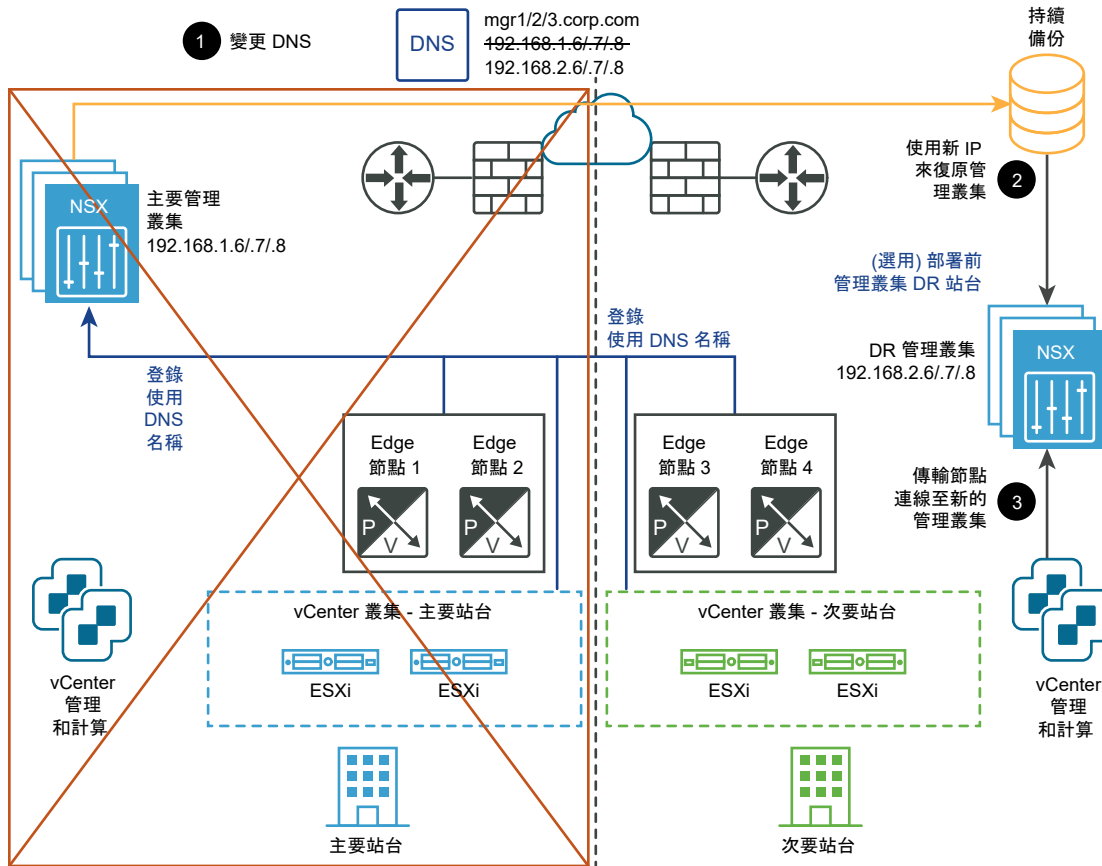 1
變更 DNS
DNS
mgr1/2/3.corp.com
192.168.1.6/.7/.8
192.168.2.6/.7/.8
持續
備份
使用新 IP
來復原管
理叢集
2
NSX
主要管理
叢集
192.168.1.6/.7/.8
(選用) 部署前
管理叢集 DR 站台
登錄
使用 DNS 名稱
DR 管理叢集
192.168.2.6/.7/.8
NSX
登錄
使用
DNS
名稱
Edge
節點 1
P
V
Edge
節點 2
P
V
Edge
節點 3
P
V
Edge
節點 4
P
V
傳輸節點
連線至新的
管理叢集
3
vCenter 叢集 - 主要站台
ESXi
ESXi
vCenter 叢集 - 次要站台
ESXi
ESXi
vCenter
管理
和計算
vCenter
管理
和計算
主要站台
次要站台